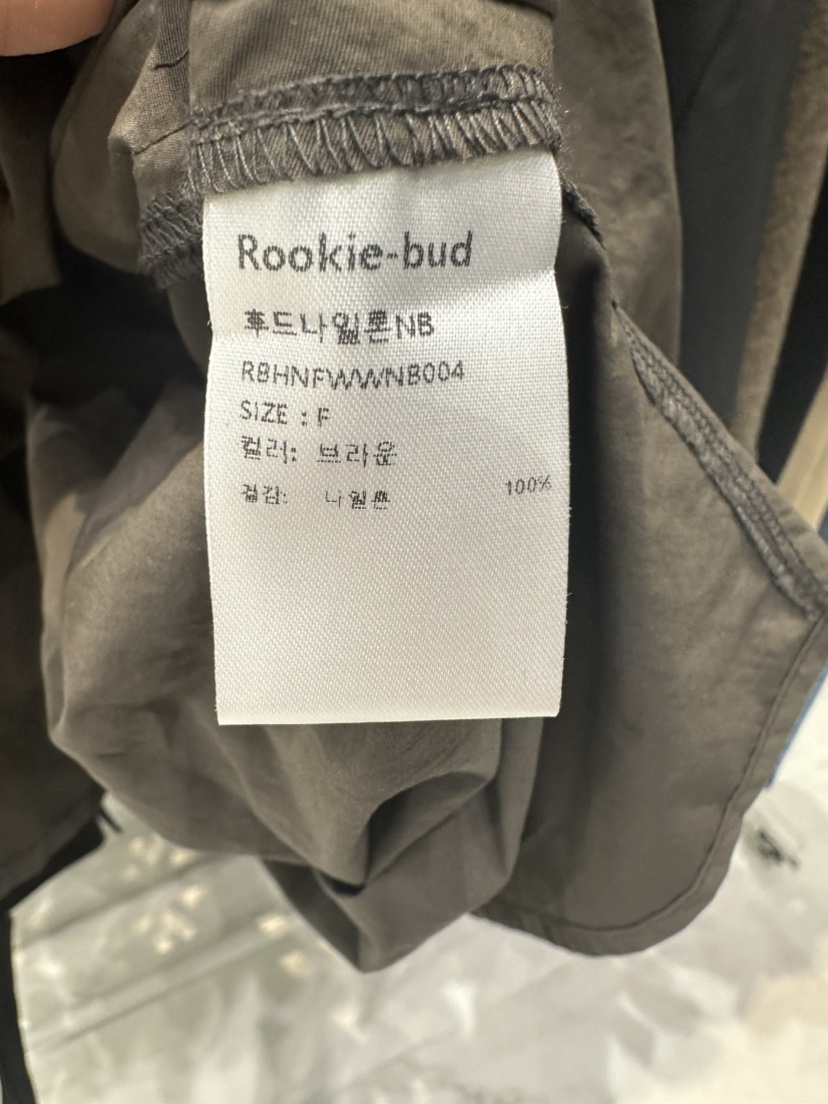 Rookie-bud
후드나일론NB
RBHNFWWNB004
SIZE : F
컬러: 브라운
겉감: 나일론 100%